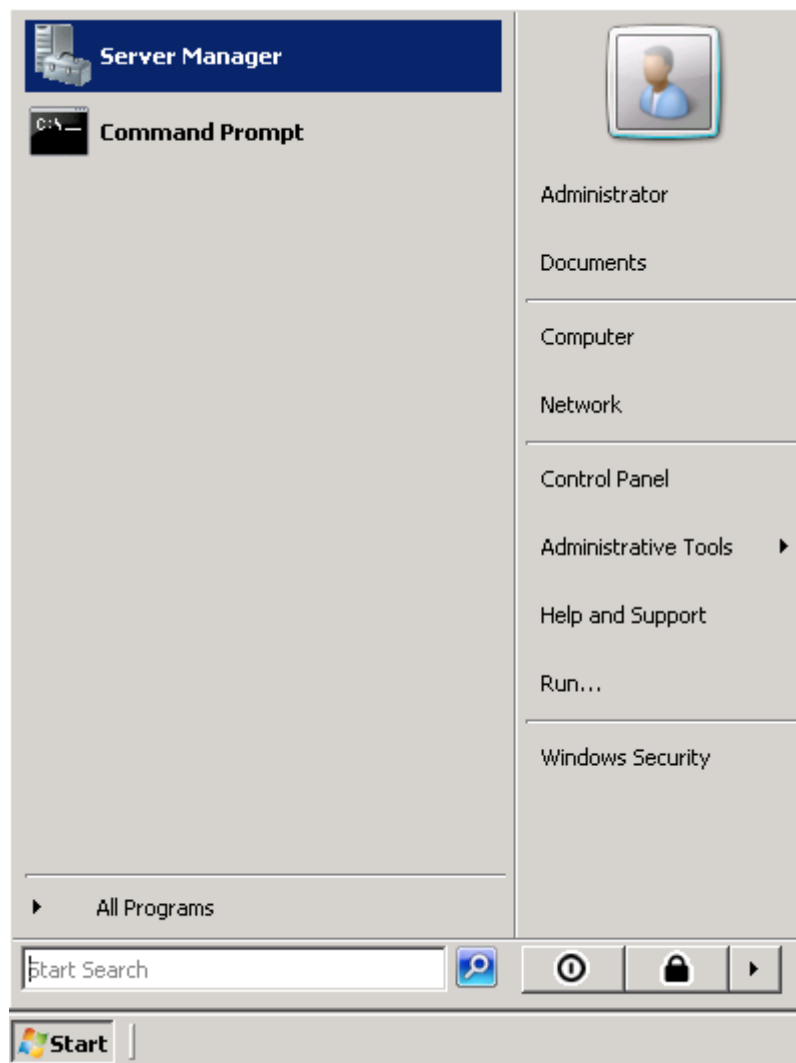 Server Manager
C:\_
Command Prompt
Administrator
Documents
Computer
Network
Control Panel
Administrative Tools
Help and Support
Run...
Windows Security
All Programs
Start Search
Start